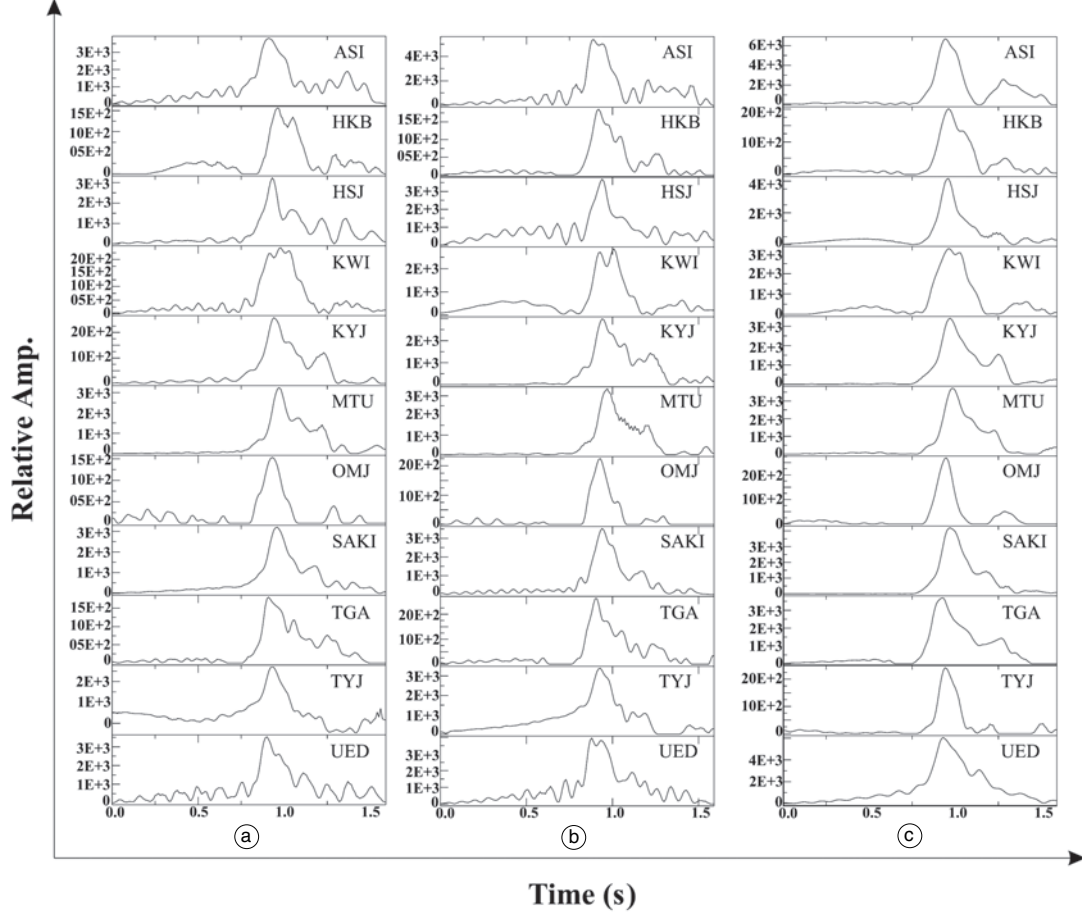 Relative Amp.
3E+3
2E+3
1E+3
0
ASI
4E+3
2E+3
0
ASI
6E+3
4E+3
2E+3
0
ASI
15E+2
10E+2
05E+2
0
HKB
15E+2
10E+2
05E+2
0
HKB
20E+2
10E+2
0
HKB
3E+3
2E+3
1E+3
0
HSJ
3E+3
2E+3
1E+3
0
HSJ
4E+3
2E+3
0
HSJ
20E+2
15E+2
10E+2
05E+2
0
KWI
2E+3
1E+3
0
KWI
3E+3
2E+3
1E+3
0
KWI
20E+2
10E+2
0
KYJ
2E+3
1E+3
0
KYJ
3E+3
2E+3
1E+3
0
KYJ
3E+3
2E+3
1E+3
0
MTU
3E+3
2E+3
1E+3
0
MTU
3E+3
2E+3
1E+3
0
MTU
15E+2
10E+2
05E+2
0
OMJ
20E+2
10E+2
0
OMJ
20E+2
10E+2
0
OMJ
3E+3
2E+3
1E+3
0
SAKI
3E+3
2E+3
1E+3
0
SAKI
4E+3
3E+3
2E+3
1E+3
0
SAKI
15E+2
10E+2
05E+2
0
TGA
20E+2
10E+2
0
TGA
3E+3
2E+3
1E+3
0
TGA
2E+3
1E+3
0
TYJ
3E+3
2E+3
1E+3
0
TYJ
20E+2
10E+2
0
TYJ
3E+3
2E+3
1E+3
0
UED
3E+3
2E+3
1E+3
0
UED
4E+3
2E+3
0
UED
0.0 0.5 1.0 1.5
0.0 0.5 1.0 1.5
0.0 0.5 1.0 1.5
a b c
Time (s)